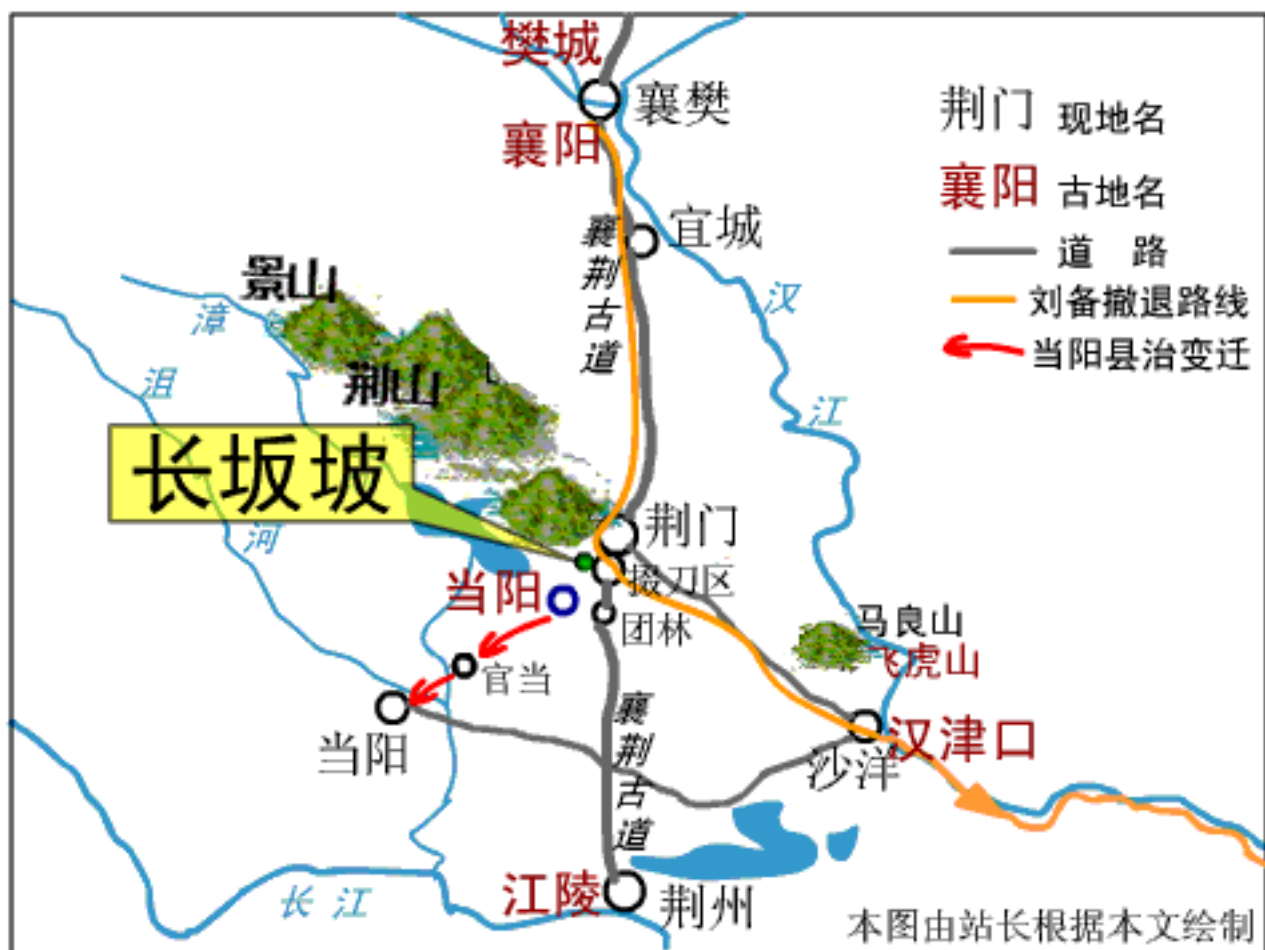 樊城
襄樊
襄阳
荆门 现地名
襄阳 古地名
道 路
刘备撤退路线
当阳县治变迁
宜城
襄荆古道
汉江
景山
漳
荆山
沮河
长坂坡
荆门
掇刀区
当阳
团林
官当
马良山
飞虎山
当阳
襄荆古道
汉津口
沙洋
江陵
荆州
长江
本图由站长根据本文绘制